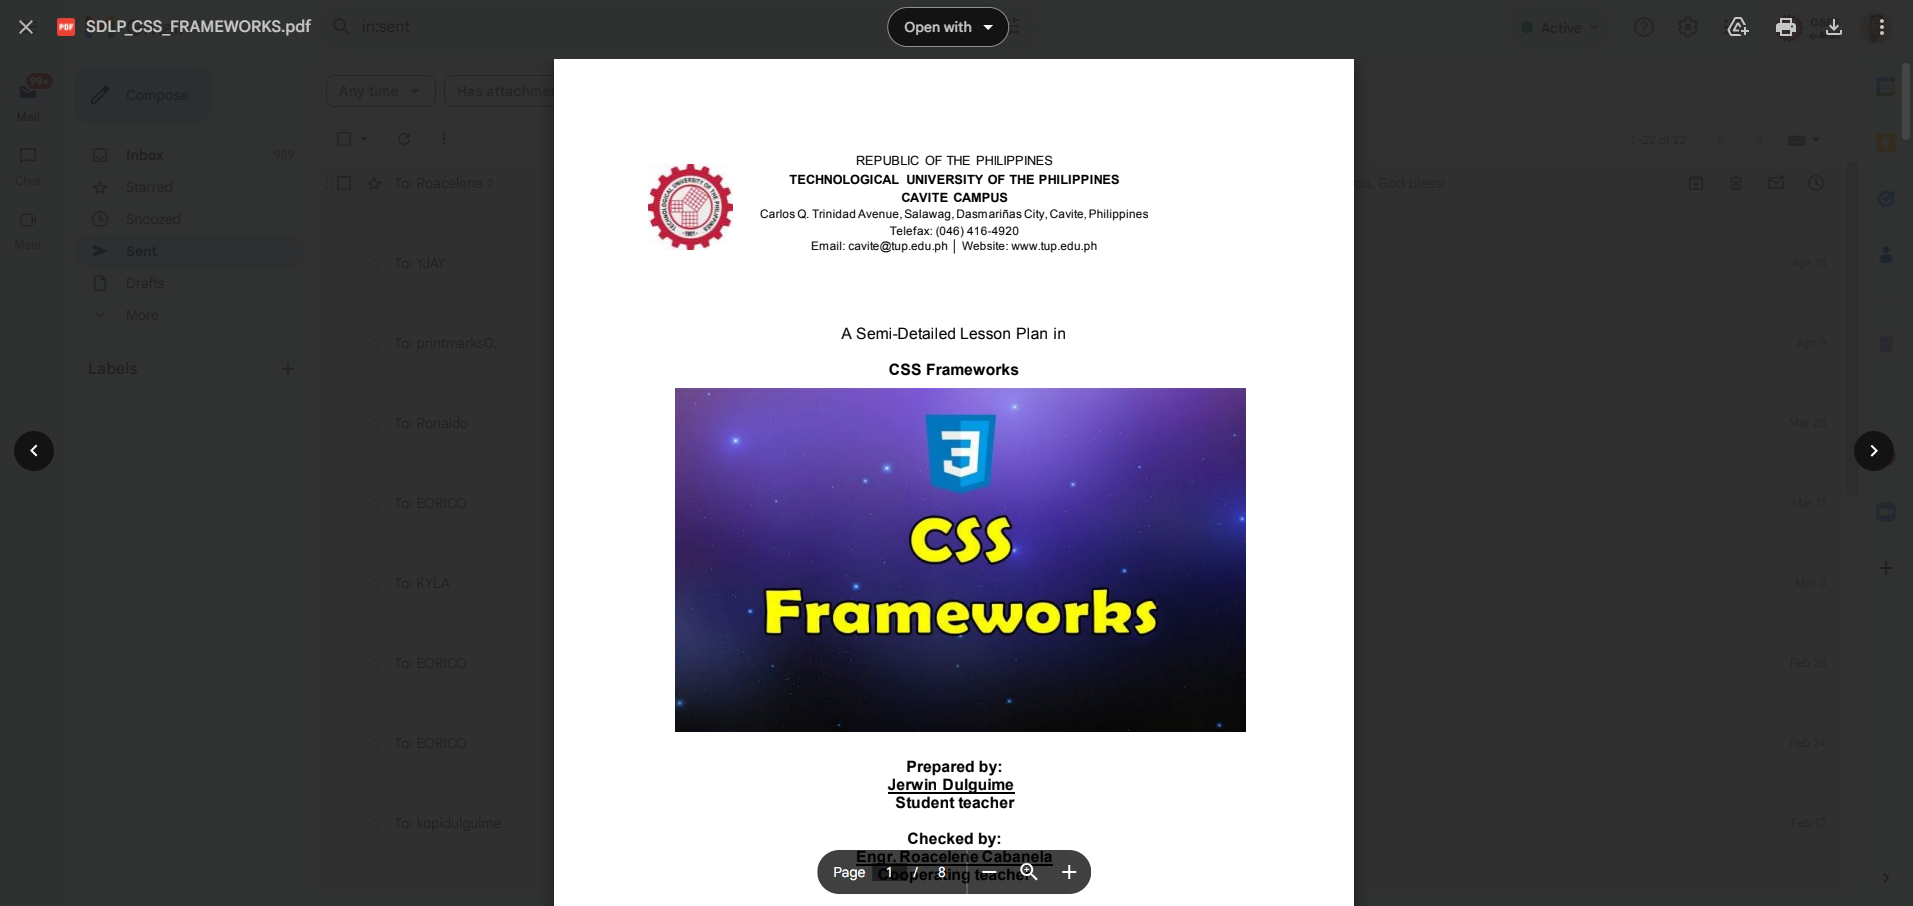 SDLP_CSS_FRAMEWORKS.pdf
in:sent
Open with
Active
99+
Mail
Compose
Any time
Has attachme
1–22 of 22
Chat
Inbox 989
Starred
To: Roacelene 2
ou, God bless!
Snoozed
Meet
Sent
To: YJAY
Apr 18
Drafts
More
To: printmarks0.
Apr 9
Labels
To: Ronaldo
Mar 25
To: EORICO
Mar 11
To: KYLA
Mar 3
To: EORICO
Feb 28
To: EORICO
Feb 24
To: kopidulguime
Feb 12
REPUBLIC OF THE PHILIPPINES
TECHNOLOGICAL UNIVERSITY OF THE PHILIPPINES
CAVITE CAMPUS
Carlos Q. Trinidad Avenue, Salawag, Dasmariñas City, Cavite, Philippines
Telefax: (046) 416-4920
Email: cavite@tup.edu.ph | Website: www.tup.edu.ph
TECHNOLOGICAL UNIVERSITY OF THE PHILIPPINES
1901
A Semi-Detailed Lesson Plan in
CSS Frameworks
CSS
Frameworks
Prepared by:
Jerwin Dulguime
Student teacher
Checked by:
Engr. Roacelene Cabanela
Cooperating teacher
Page 1 / 8